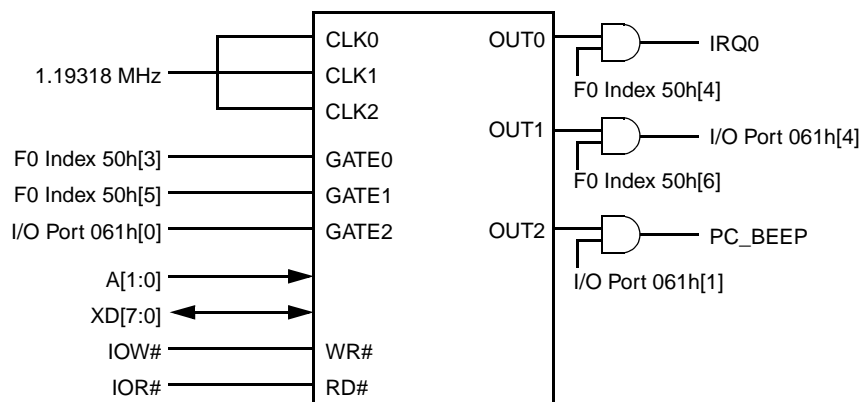 CLK0
OUT0
IRQ0
1.19318 MHz
CLK1
F0 Index 50h[4]
CLK2
OUT1
I/O Port 061h[4]
F0 Index 50h[3]
GATE0
F0 Index 50h[6]
F0 Index 50h[5]
GATE1
I/O Port 061h[0]
GATE2
OUT2
PC_BEEP
A[1:0]
I/O Port 061h[1]
XD[7:0]
IOW#
WR#
IOR#
RD#